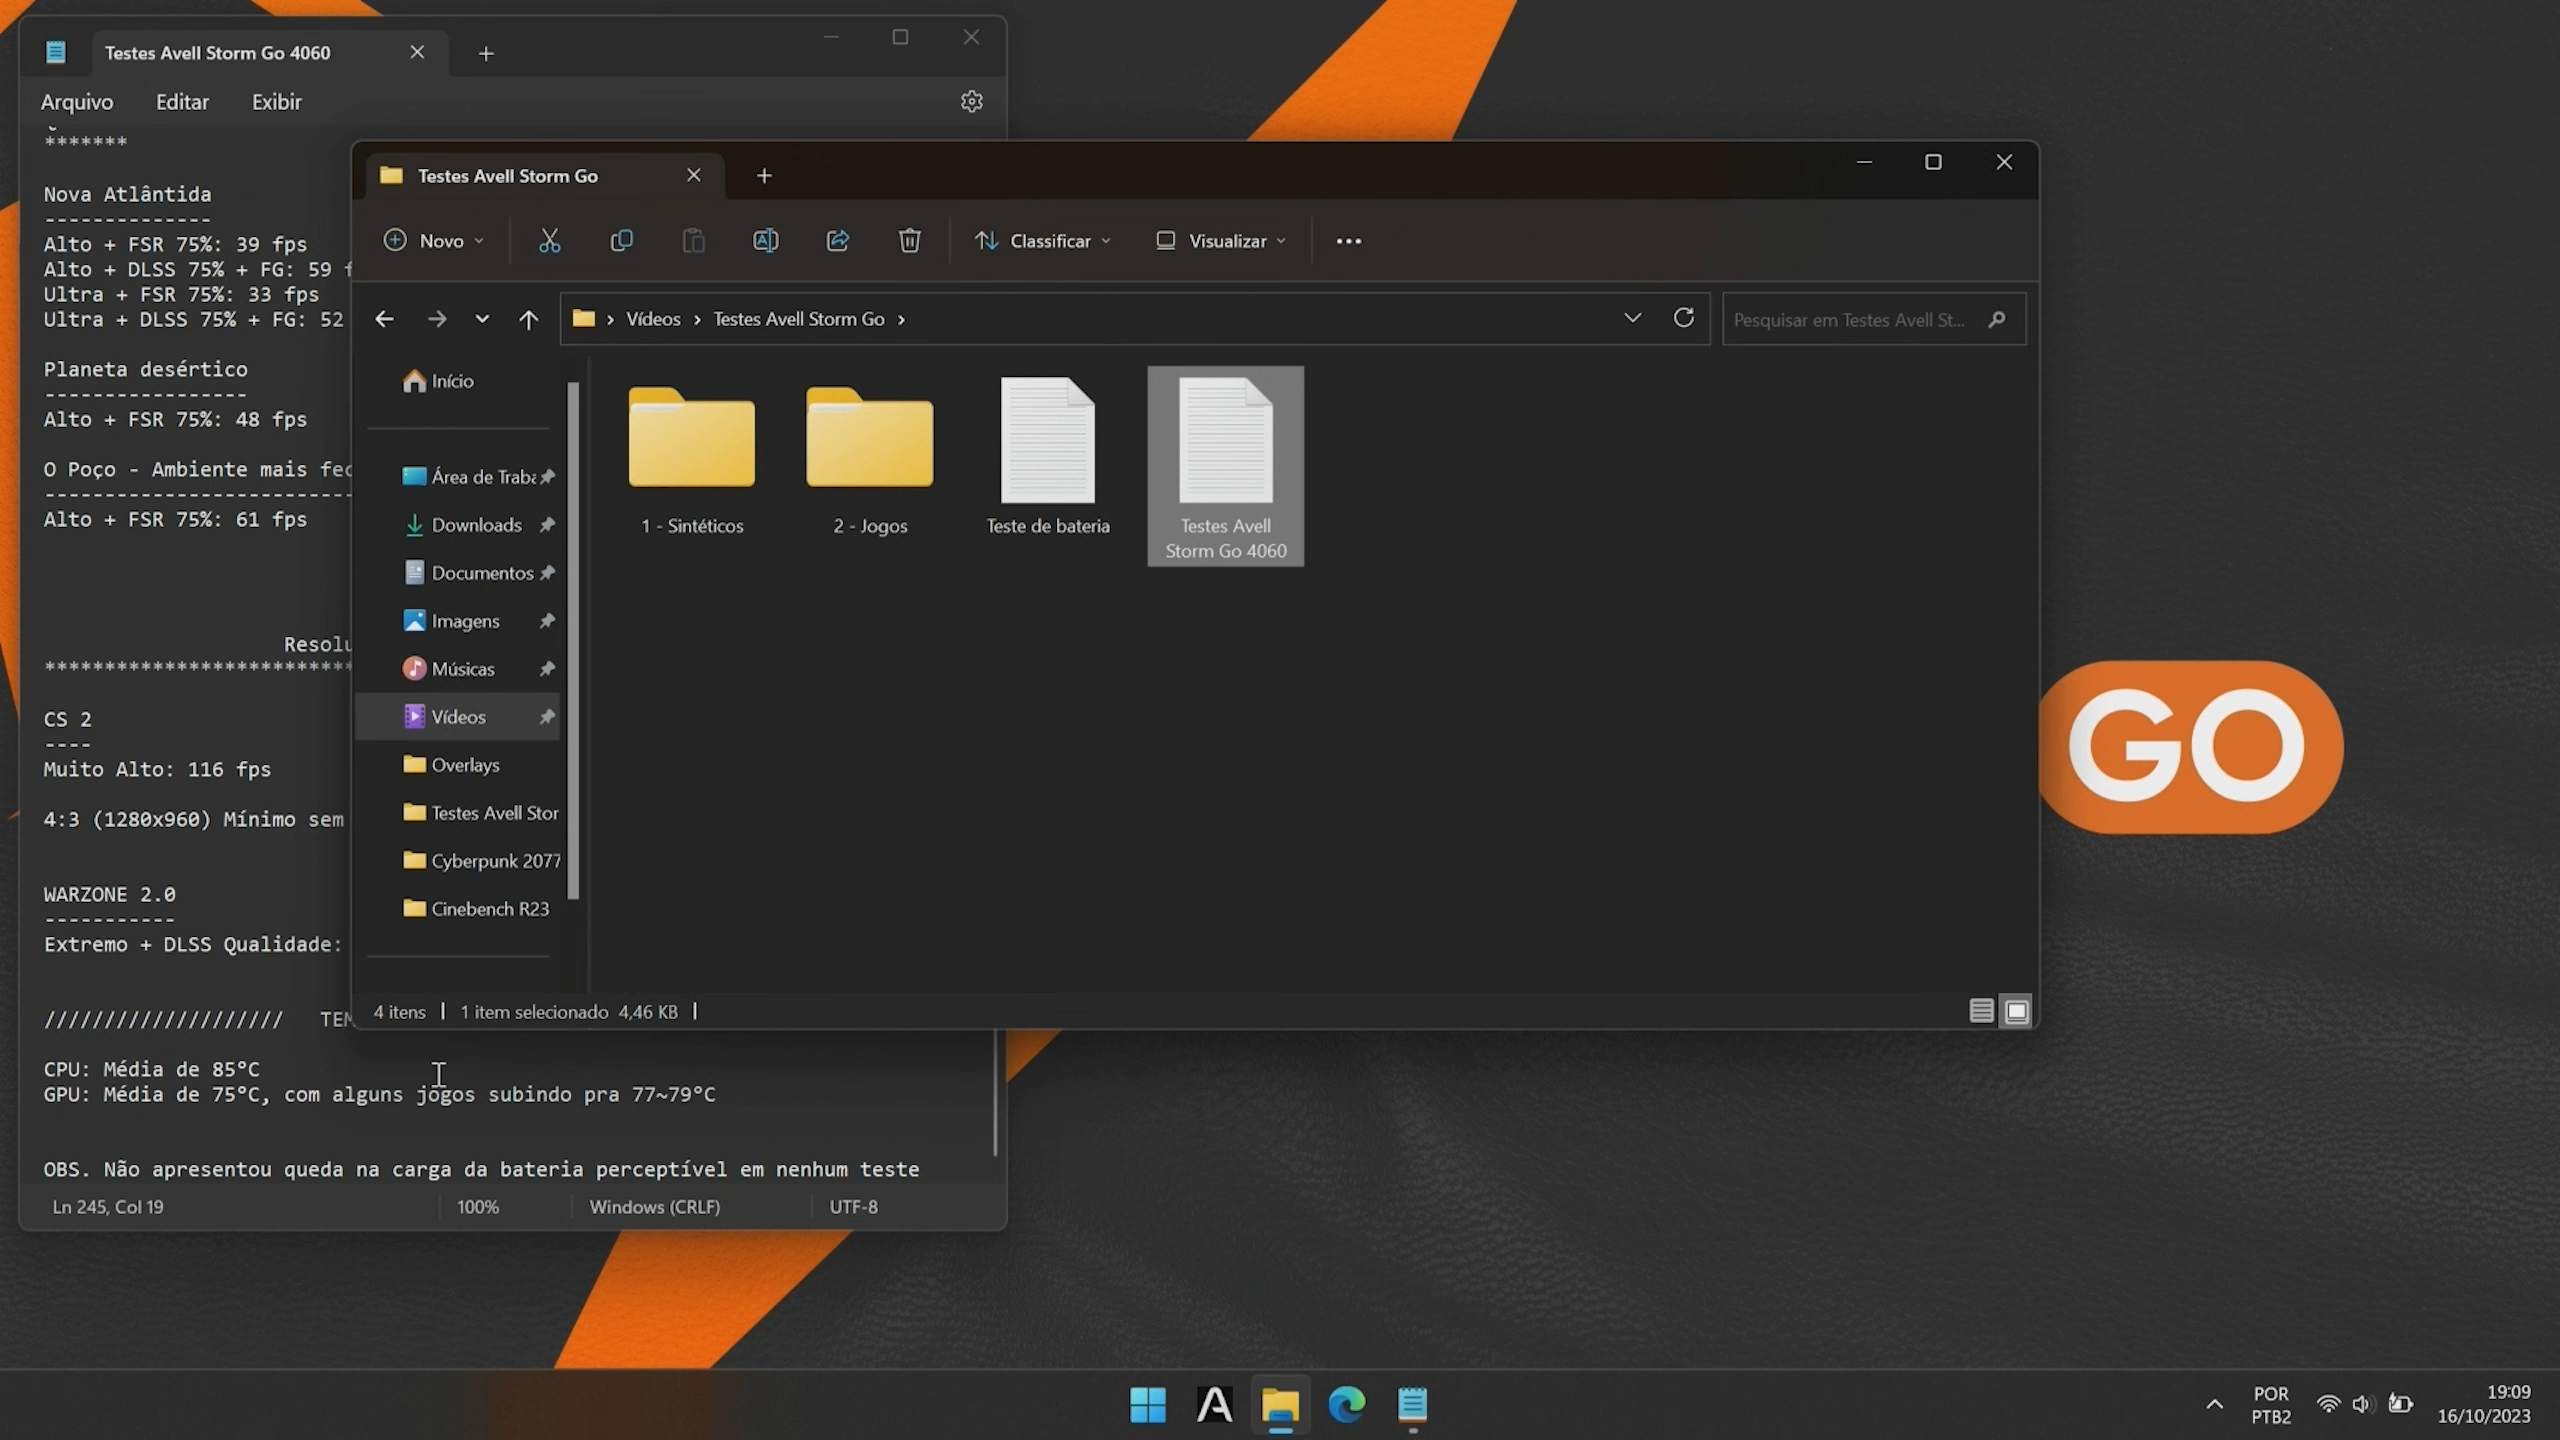 Testes Avell Storm Go 4060
Arquivo Editar Exibir
*******
Nova Atlântida
--------------
Alto + FSR 75%: 39 fps
Alto + DLSS 75% + FG: 59 f
Ultra + FSR 75%: 33 fps
Ultra + DLSS 75% + FG: 52
Planeta desértico
-----------------
Alto + FSR 75%: 48 fps
O Poço - Ambiente mais fec
--------------------------
Alto + FSR 75%: 61 fps
Resolu
**************************
CS 2
----
Muito Alto: 116 fps
4:3 (1280x960) Mínimo sem
WARZONE 2.0
-----------
Extremo + DLSS Qualidade:
//////////////////// TEM
CPU: Média de 85°C
GPU: Média de 75°C, com alguns jogos subindo pra 77~79°C
OBS. Não apresentou queda na carga da bateria perceptível em nenhum teste
Ln 245, Col 19 100% Windows (CRLF) UTF-8
Testes Avell Storm Go
Novo Classificar Visualizar
Vídeos > Testes Avell Storm Go >
Pesquisar em Testes Avell St...
Início
Área de Traba
Downloads
Documentos
Imagens
Músicas
Vídeos
Overlays
Testes Avell Stor
Cyberpunk 2077
Cinebench R23
1 - Sintéticos
2 - Jogos
Teste de bateria
Testes Avell
Storm Go 4060
4 itens | 1 item selecionado 4,46 KB |
GO
POR
PTB2
19:09
16/10/2023